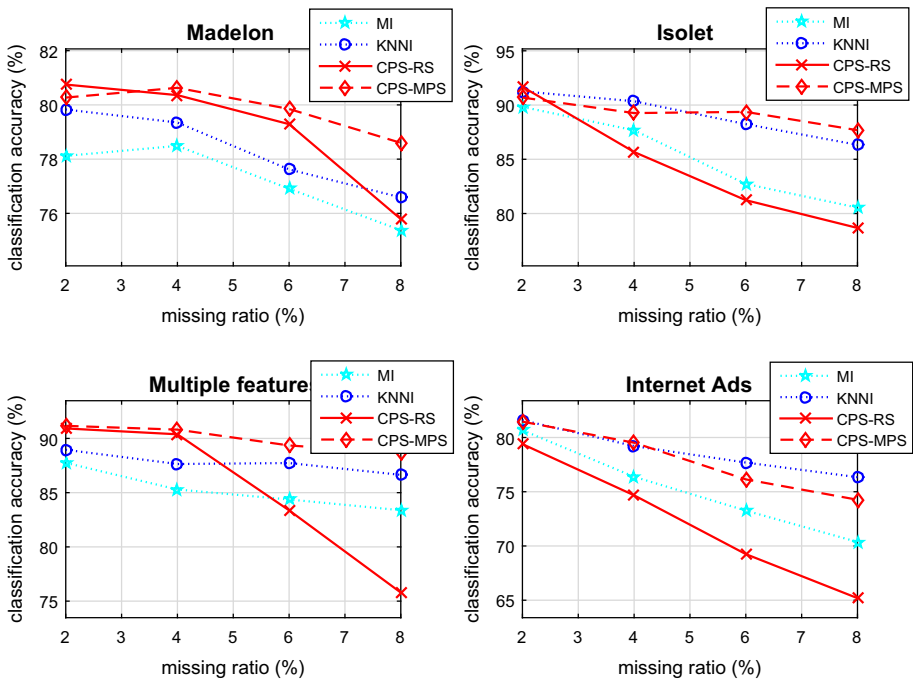 Madelon
MI
KNNI
CPS-RS
CPS-MPS
classification accuracy (%)
82
80
78
76
2 3 4 5 6 7 8
missing ratio (%)
Isolet
MI
KNNI
CPS-RS
CPS-MPS
classification accuracy (%)
95
90
85
80
2 3 4 5 6 7 8
missing ratio (%)
Multiple features
MI
KNNI
CPS-RS
CPS-MPS
classification accuracy (%)
90
85
80
75
2 3 4 5 6 7 8
missing ratio (%)
Internet Ads
MI
KNNI
CPS-RS
CPS-MPS
classification accuracy (%)
80
75
70
65
2 3 4 5 6 7 8
missing ratio (%)